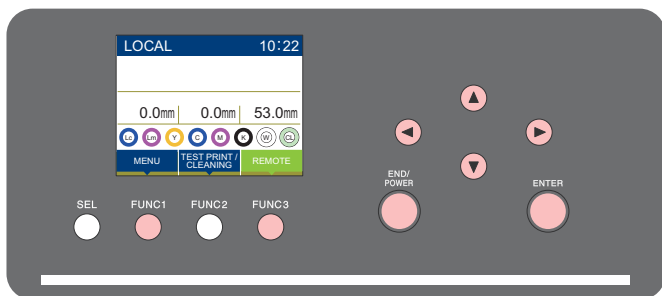 LOCAL 10:22
0.0mm 0.0mm 53.0mm
Lc Lm Y C M K W CL
MENU TEST PRINT / CLEANING REMOTE
END/
POWER
ENTER
SEL FUNC1 FUNC2 FUNC3